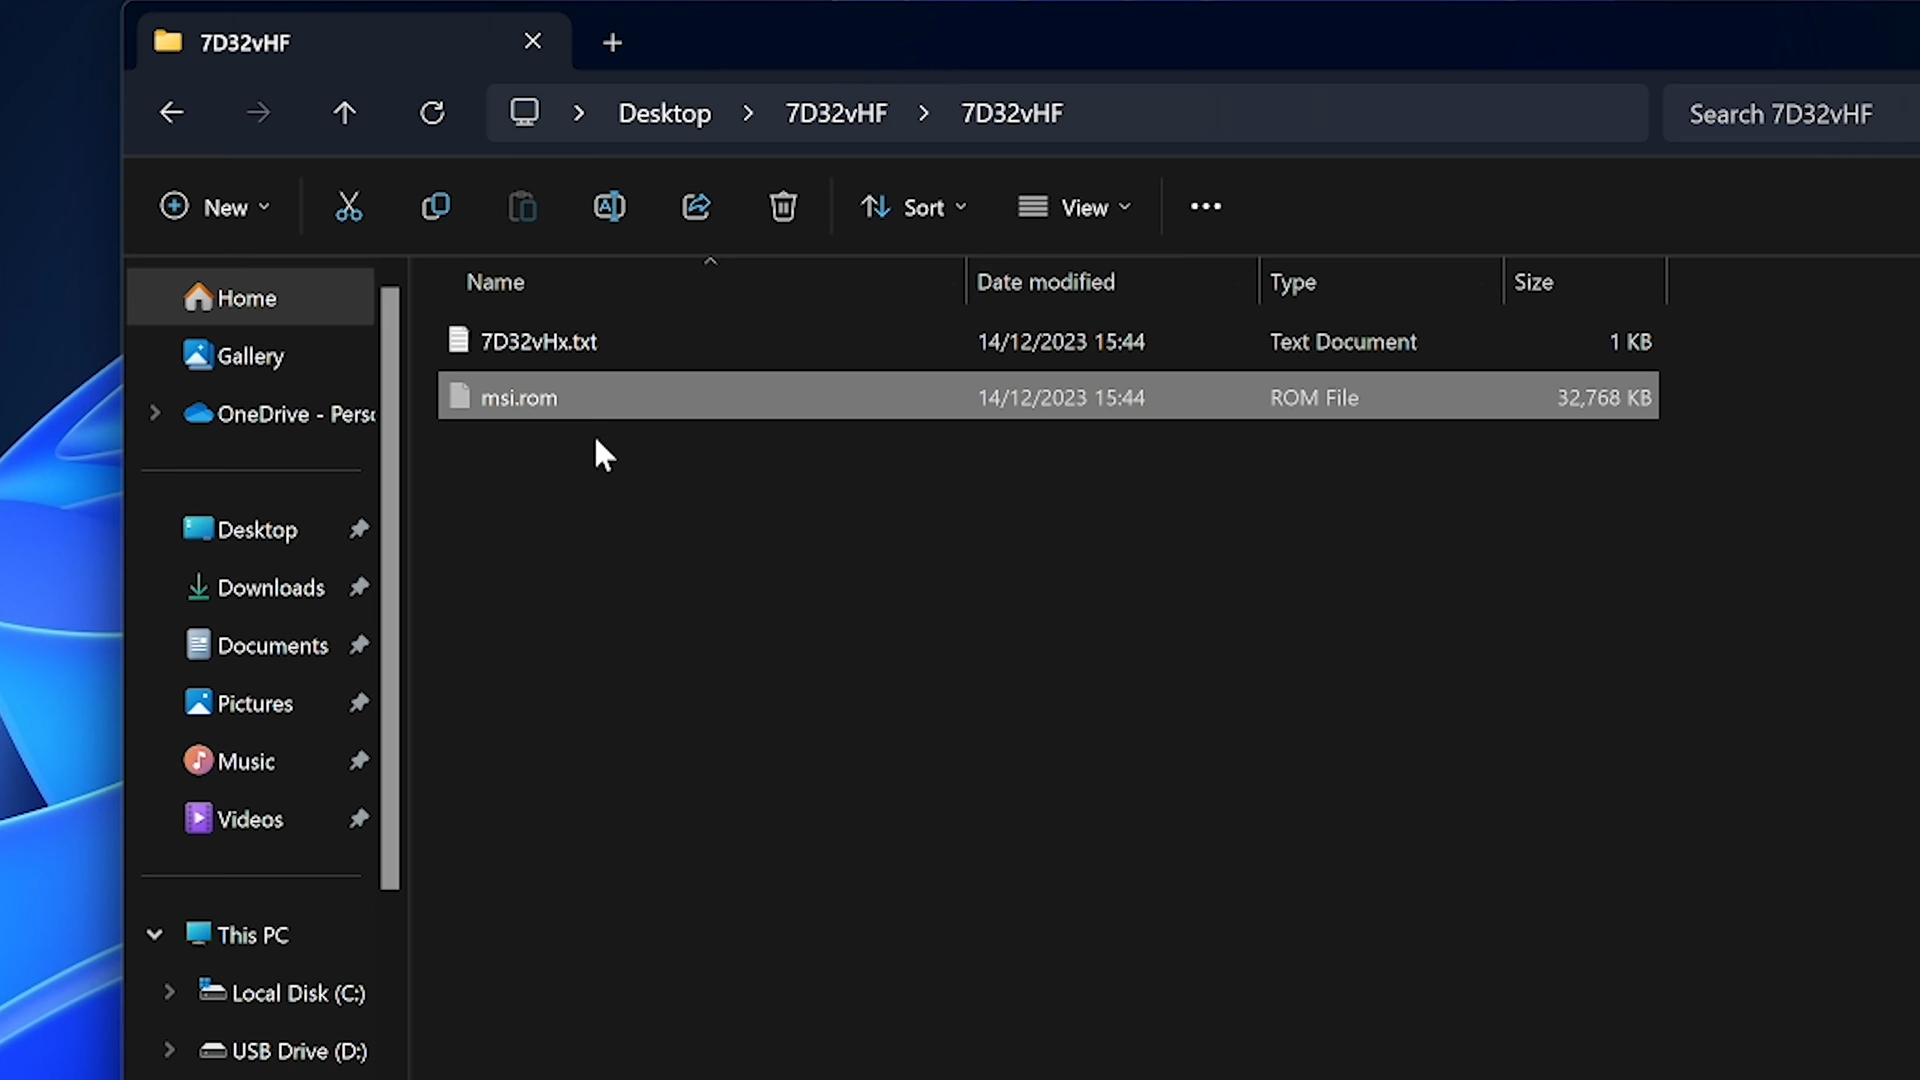 7D32vHF
Desktop 7D32vHF 7D32vHF
Search 7D32vHF
New
Sort
View
Name Date modified Type Size
7D32vHx.txt 14/12/2023 15:44 Text Document 1 KB
msi.rom 14/12/2023 15:44 ROM File 32,768 KB
Home
Gallery
OneDrive - Pers
Desktop
Downloads
Documents
Pictures
Music
Videos
This PC
Local Disk (C:)
USB Drive (D:)